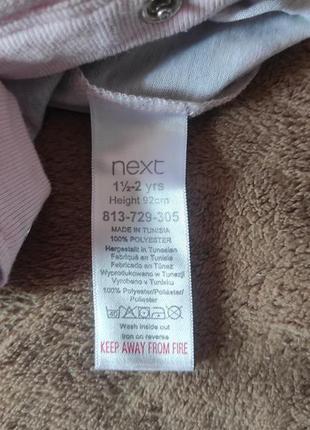 next
1½-2 yrs
Height 92cm
813-729-305
MADE IN TUNISIA
100% POLYESTER
Hergestellt in Tunesien
Fabriqué en Tunisie
Fabricado en Túnez
Wyprodukowano w Tunezji
Vyrobeno v Tunisku
100% Polyester/Poliester/
Poliester
Wash inside out
Iron on reverse
KEEP AWAY FROM FIRE